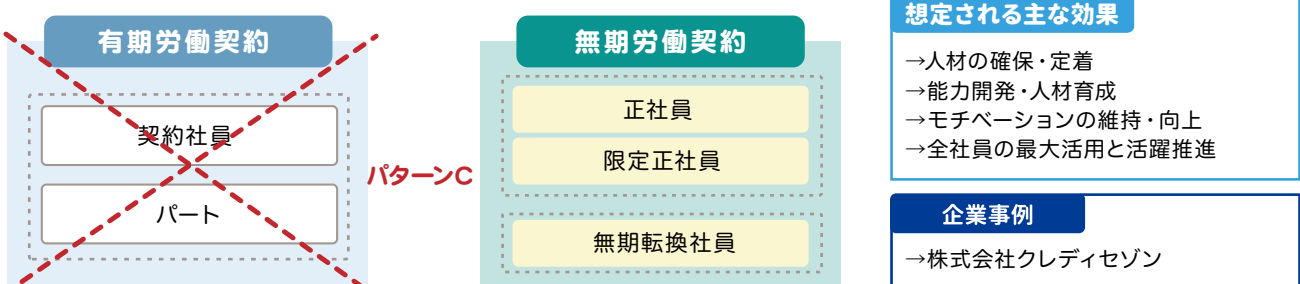 有期労働契約
契約社員
パート
パターンC
無期労働契約
正社員
限定正社員
無期転換社員
想定される主な効果
→人材の確保・定着
→能力開発・人材育成
→モチベーションの維持・向上
→全社員の最大活用と活躍推進
企業事例
→株式会社クレディセゾン